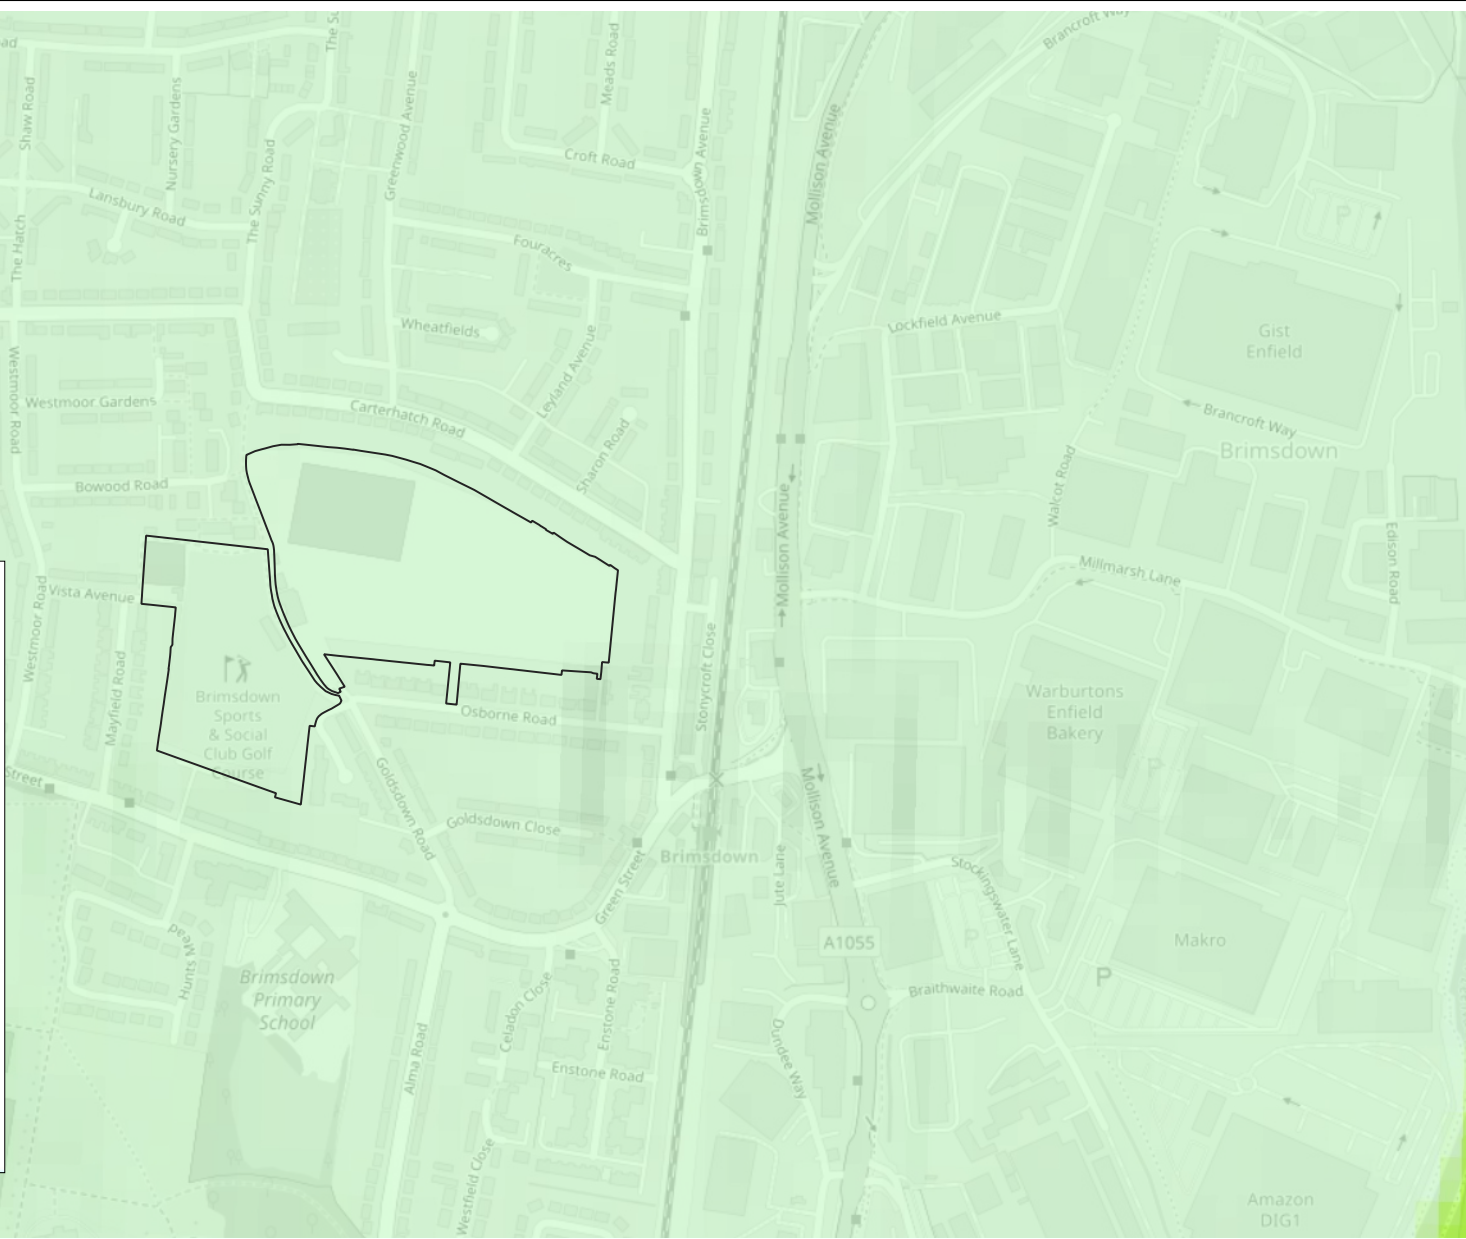 Brancroft Way
Shaw Road
Nursery Gardens
The Sunny Road
Greenwood Avenue
Meads Road
Croft Road
Brimsdown Avenue
Mollison Avenue
Lansbury Road
The Hatch
Fouracres
P
Wheatfields
Lockfield Avenue
Gist
Enfield
Leyland Avenue
Westmoor Road
Westmoor Gardens
Carterhatch Road
Brancroft Way
Brimsdown
Sharon Road
Bowood Road
Walcot Road
Mollison Avenue
Edison Road
Millmarsh Lane
Vista Avenue
Westmoor Road
Mayfield Road
Brimsdown
Sports
& Social
Club Golf
Course
Stonycroft Close
Osborne Road
Warburtons
Enfield
Bakery
P
Street
Goldsdown Road
Mollison Avenue
Goldsdown Close
Brimsdown
Green Street
Jute Lane
Stockingswater Lane
A1055
P
Makro
Hunts Mead
Brimsdown
Primary
School
Celadon Close
Enstone Road
Braithwaite Road
P
Alma Road
Enstone Road
Dundee Way
Westfield Close
Amazon
DIG1